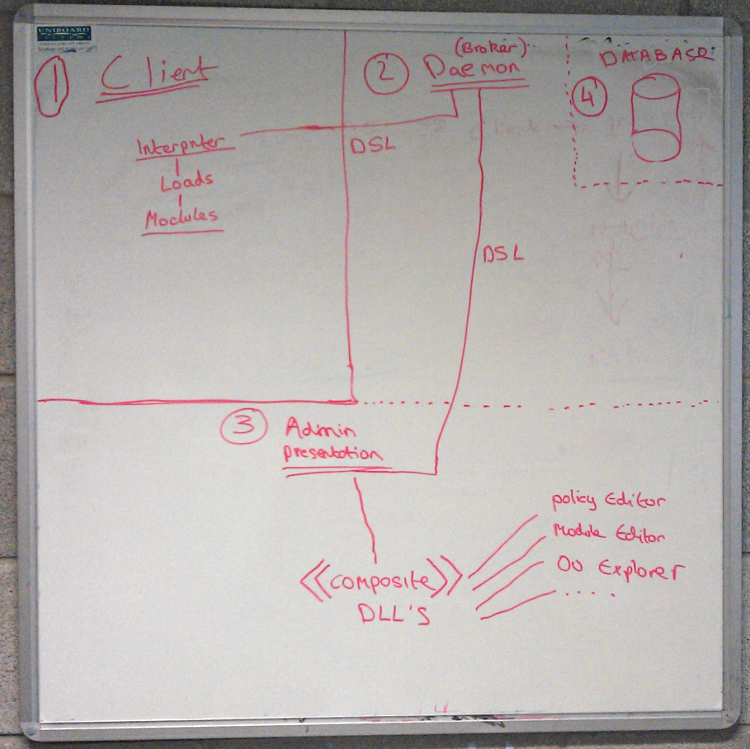 UNIBOARD
1 Client
Interpreter
Loads
Modules
2 (Broker)
Daemon
DSL
DATABASE
4
DSL
3 Admin
presentation
<<composite>>
DLL'S
policy Editor
Module Editor
OU Explorer
.....